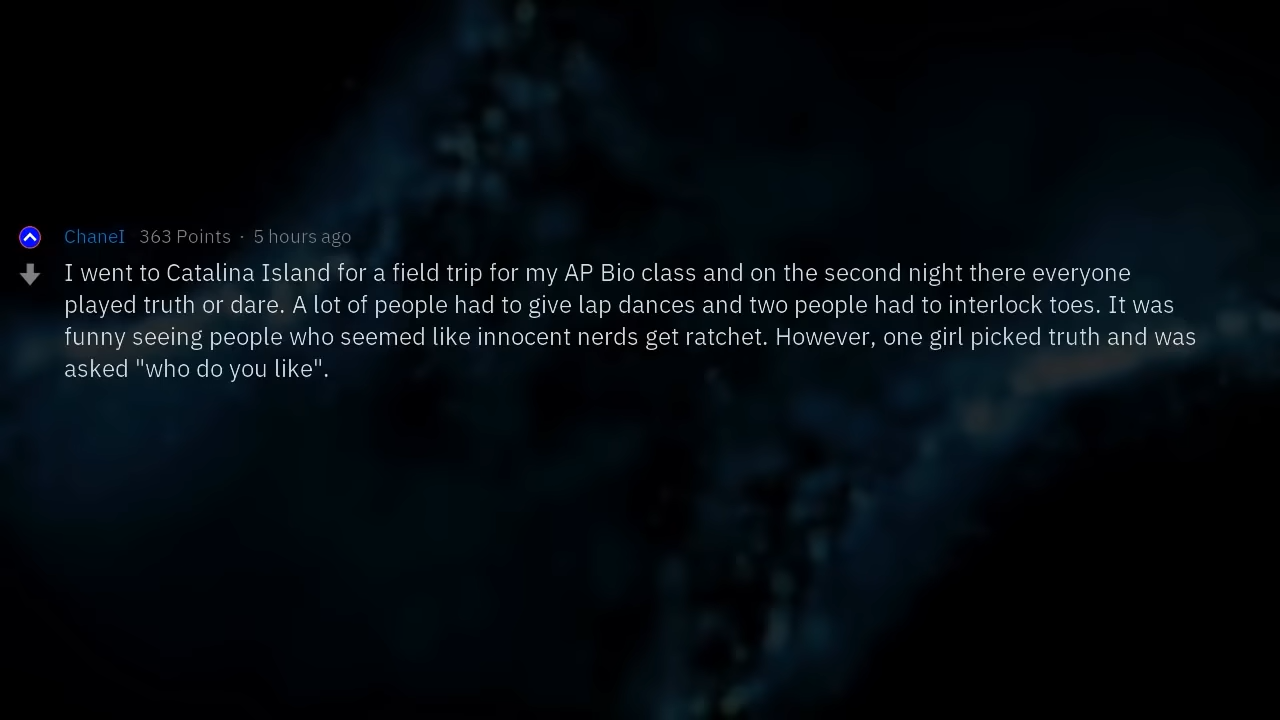 ChaneI 363 Points · 5 hours ago
I went to Catalina Island for a field trip for my AP Bio class and on the second night there everyone
played truth or dare. A lot of people had to give lap dances and two people had to interlock toes. It was
funny seeing people who seemed like innocent nerds get ratchet. However, one girl picked truth and was
asked "who do you like".